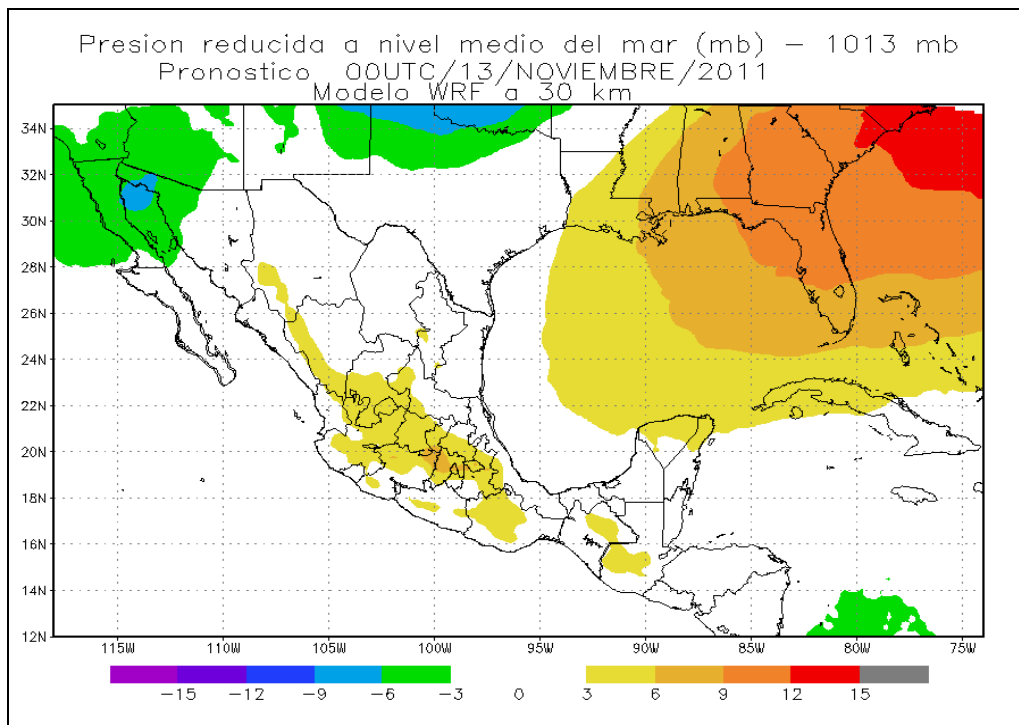 Presion reducida a nivel medio del mar (mb) - 1013 mb
Pronostico 00UTC/13/NOVIEMBRE/2011
Modelo WRF a 30 km
34N
32N
30N
28N
26N
24N
22N
20N
18N
16N
14N
12N
115W 110W 105W 100W 95W 90W 85W 80W 75W
-15 -12 -9 -6 -3 0 3 6 9 12 15